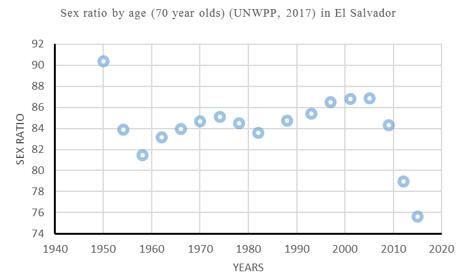 Sex ratio by age (70 year olds) (UNWPP, 2017) in El Salvador
92
90
88
86
84
82
80
78
76
74
SEX RATIO
1940 1950 1960 1970 1980 1990 2000 2010 2020
YEARS